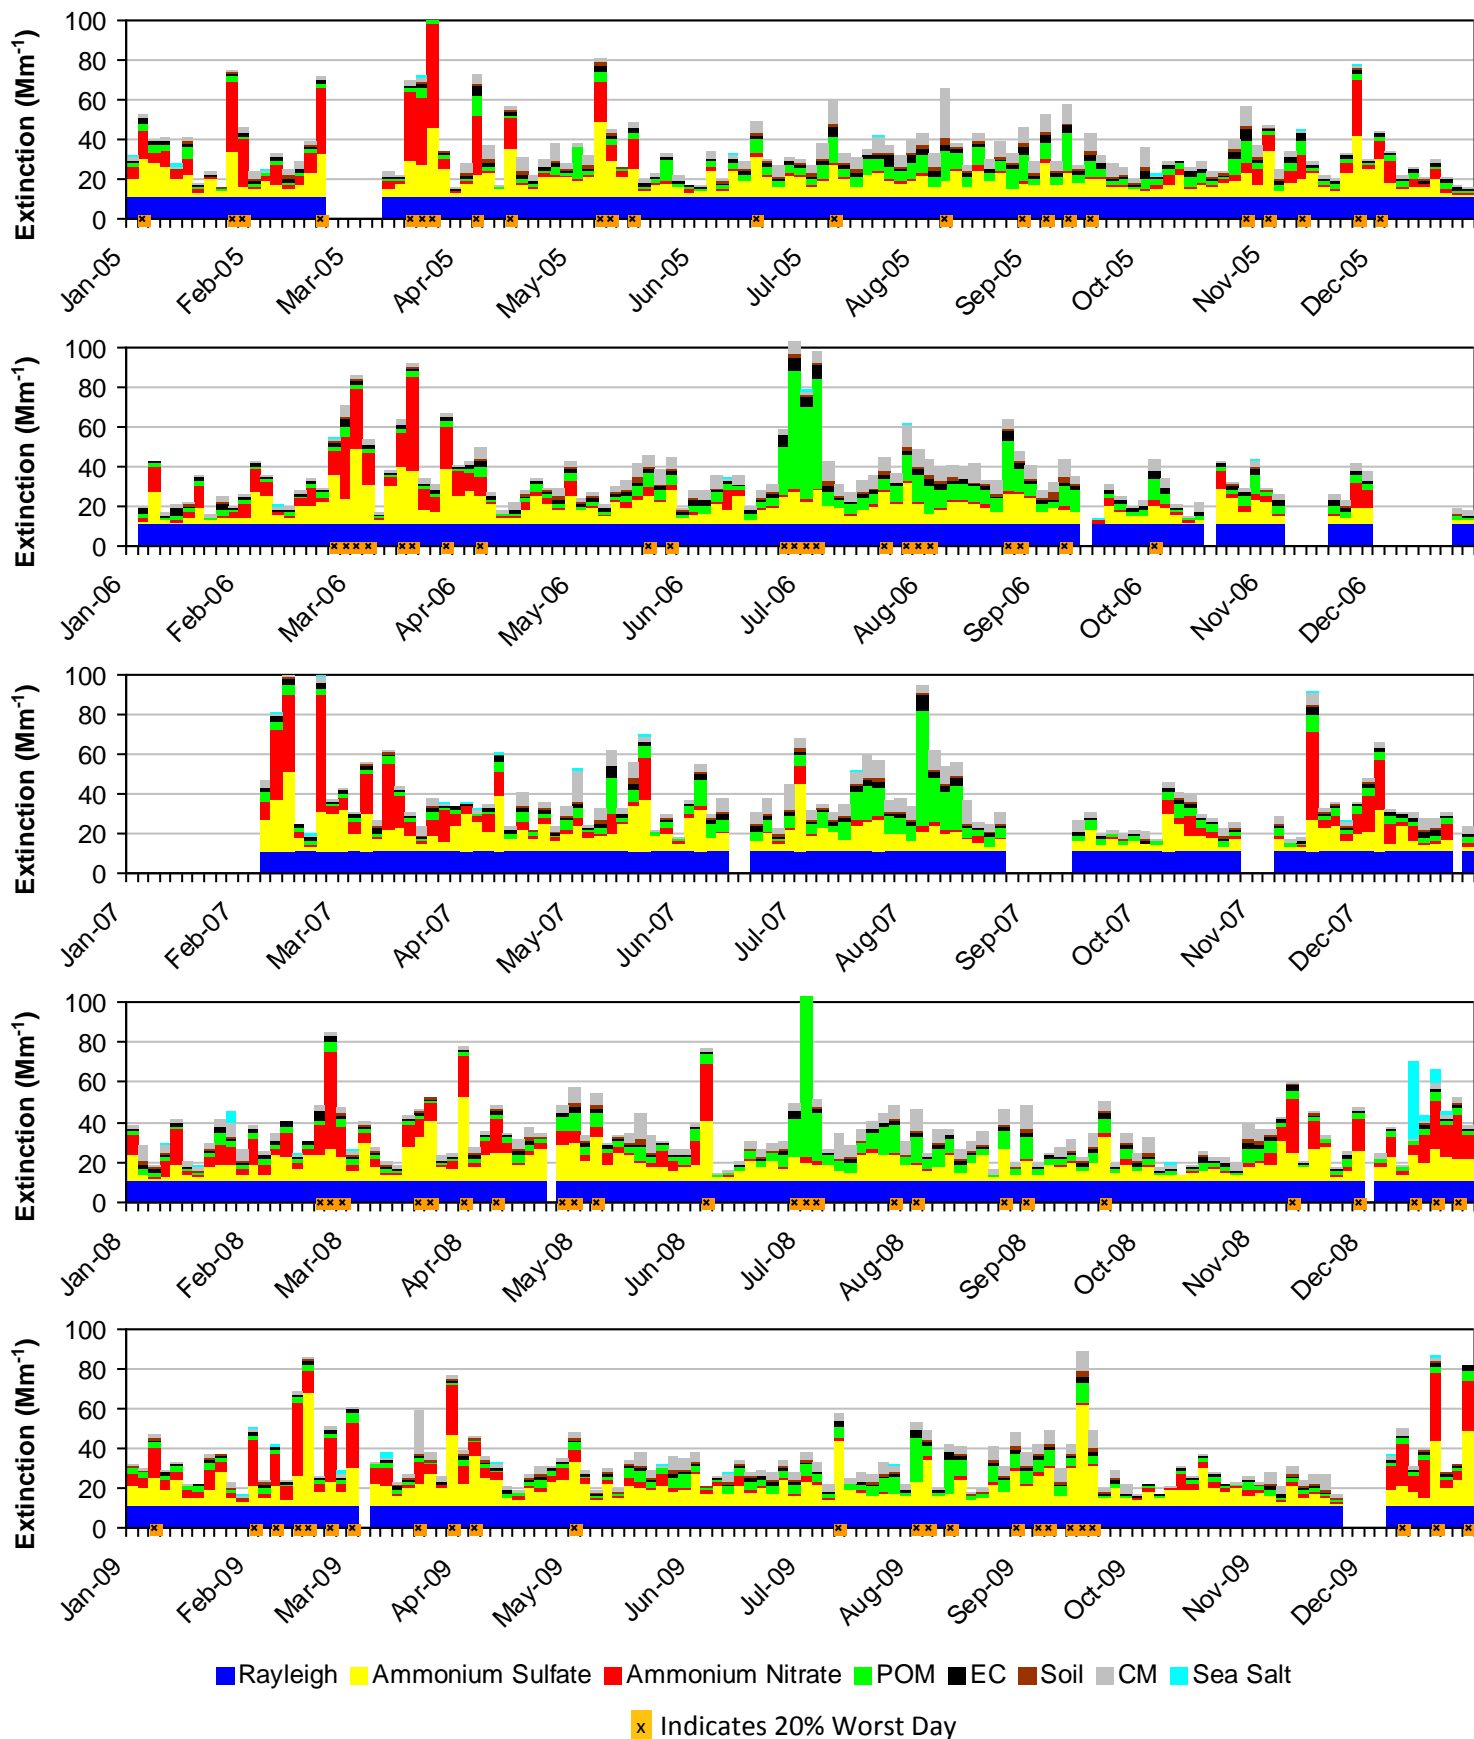 Extinction (Mm-1)
100
80
60
40
20
0
Jan-05 Feb-05 Mar-05 Apr-05 May-05 Jun-05 Jul-05 Aug-05 Sep-05 Oct-05 Nov-05 Dec-05
Extinction (Mm-1)
100
80
60
40
20
0
Jan-06 Feb-06 Mar-06 Apr-06 May-06 Jun-06 Jul-06 Aug-06 Sep-06 Oct-06 Nov-06 Dec-06
Extinction (Mm-1)
100
80
60
40
20
0
Jan-07 Feb-07 Mar-07 Apr-07 May-07 Jun-07 Jul-07 Aug-07 Sep-07 Oct-07 Nov-07 Dec-07
Extinction (Mm-1)
100
80
60
40
20
0
Jan-08 Feb-08 Mar-08 Apr-08 May-08 Jun-08 Jul-08 Aug-08 Sep-08 Oct-08 Nov-08 Dec-08
Extinction (Mm-1)
100
80
60
40
20
0
Jan-09 Feb-09 Mar-09 Apr-09 May-09 Jun-09 Jul-09 Aug-09 Sep-09 Oct-09 Nov-09 Dec-09
Rayleigh Ammonium Sulfate Ammonium Nitrate POM EC Soil CM Sea Salt
x Indicates 20% Worst Day